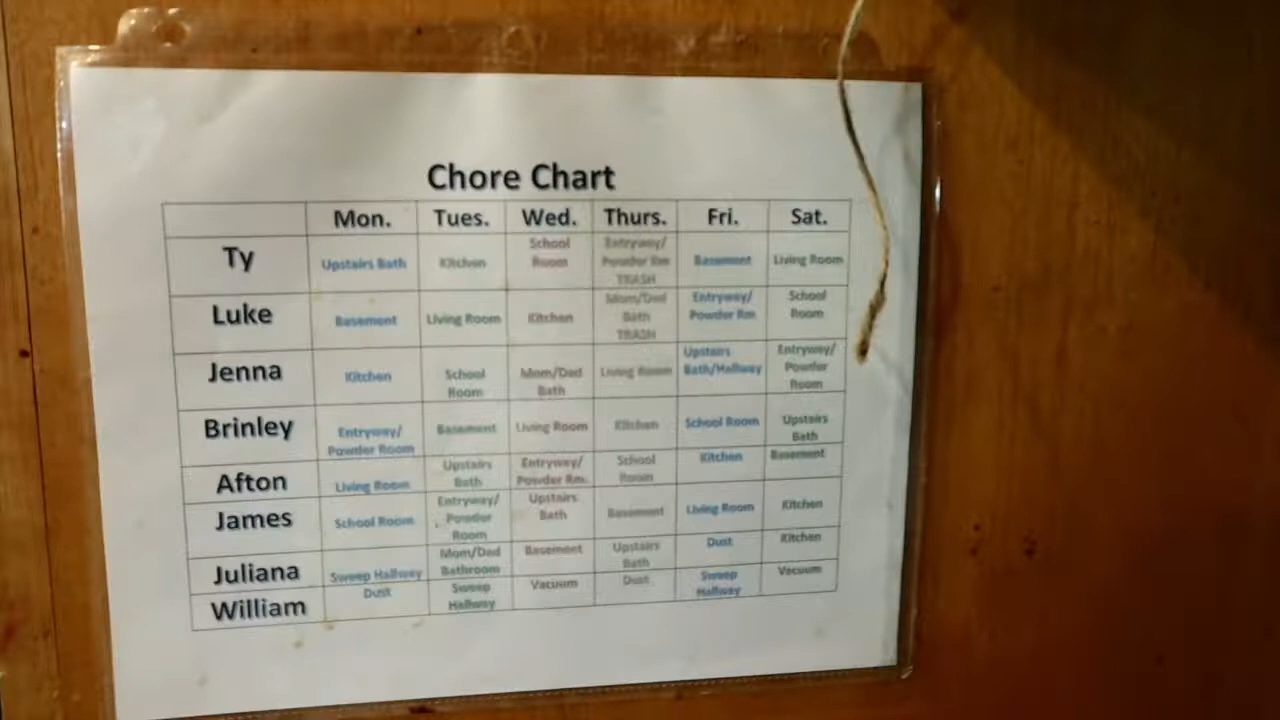 Chore Chart
Mon. Tues. Wed. Thurs. Fri. Sat.
Ty Upstairs Bath Kitchen School Room Entryway/ Powder Rm TRASH Basement Living Room
Luke Basement Living Room Kitchen Mom/Dad Bath TRASH Entryway/ Powder Rm School Room
Jenna Kitchen School Room Mom/Dad Bath Living Room Upstairs Bath/Hallway Entryway/ Powder Room
Brinley Entryway/ Powder Room Basement Living Room Kitchen School Room Upstairs Bath
Afton Living Room Upstairs Bath Entryway/ Powder Rm. School Room Kitchen Basement
James School Room Entryway/ Powder Room Upstairs Bath Basement Living Room Kitchen
Juliana Sweep Hallway Mom/Dad Bathroom Basement Upstairs Bath Dust Kitchen
William Dust Sweep Hallway Vacuum Dust Sweep Hallway Vacuum